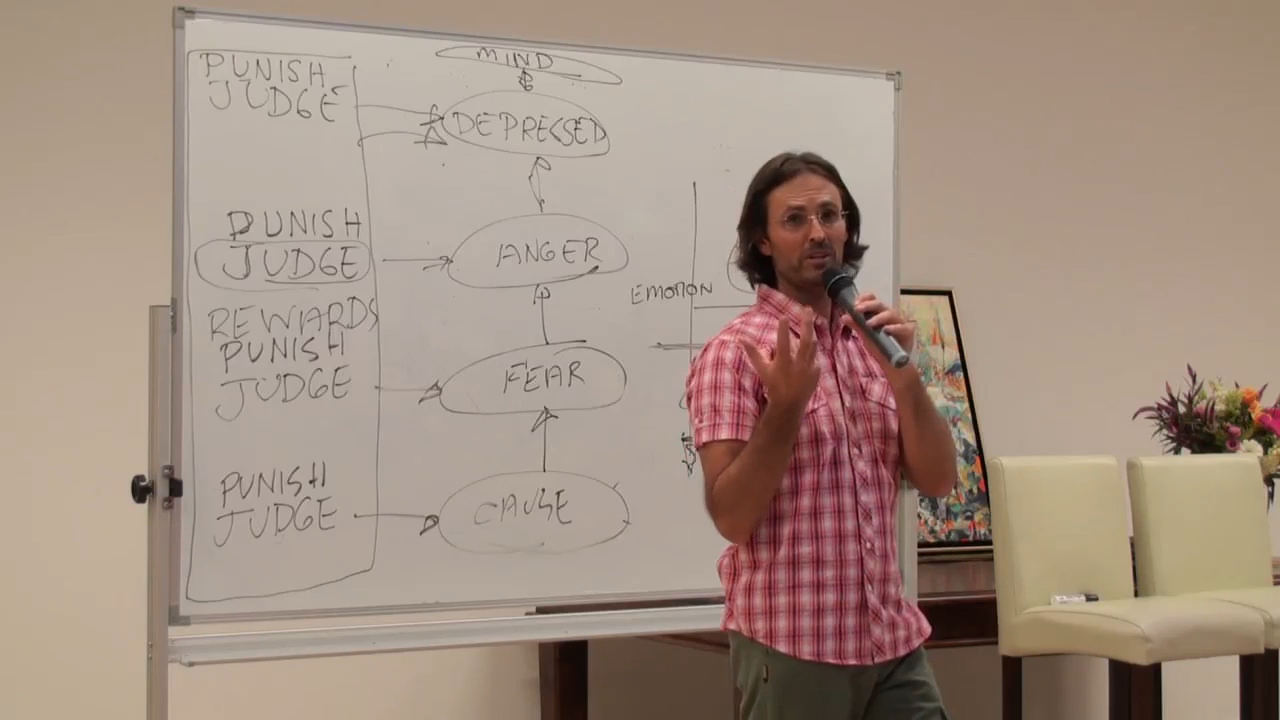 MIND
PUNISH
JUDGE
DEPRESSED
PUNISH
JUDGE
ANGER
EMOTION
REWARDS
PUNISH
JUDGE
FEAR
PUNISH
JUDGE
CAUSE